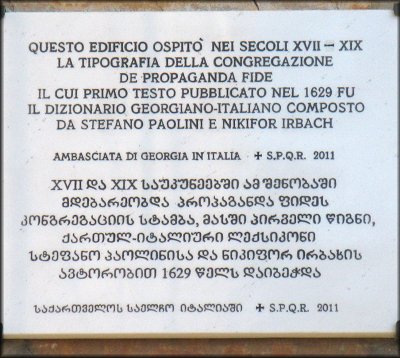 QUESTO EDIFICIO OSPITÒ NEI SECOLI XVII – XIX
LA TIPOGRAFIA DELLA CONGREGAZIONE
DE PROPAGANDA FIDE
IL CUI PRIMO TESTO PUBBLICATO NEL 1629 FU
IL DIZIONARIO GEORGIANO-ITALIANO COMPOSTO
DA STEFANO PAOLINI E NIKIFOR IRBACH
AMBASCIATA DI GEORGIA IN ITALIA ✝ S.P.Q.R. 2011
XVII ᲓᲐ XIX ᲡᲐᲣᲙᲣᲜᲔᲔᲑᲨᲘ ᲐᲛ ᲨᲔᲜᲝᲑᲐᲨᲘ
ᲛᲓᲔᲑᲐᲠᲔᲝᲑᲓᲐ ᲞᲠᲝᲞᲐᲒᲐᲜᲓᲐ ᲤᲘᲓᲔᲡ
ᲙᲝᲜᲒᲠᲔᲒᲐᲪᲘᲘᲡ ᲡᲢᲐᲛᲑᲐ, ᲛᲐᲡᲨᲘ ᲞᲘᲠᲕᲔᲚᲘ ᲬᲘᲒᲜᲘ,
ᲥᲐᲠᲗᲣᲚ-ᲘᲢᲐᲚᲘᲣᲠᲘ ᲚᲔᲥᲡᲘᲙᲝᲜᲘ
ᲡᲢᲔᲤᲐᲜᲝ ᲞᲐᲝᲚᲘᲜᲘᲡᲐ ᲓᲐ ᲜᲘᲙᲘᲤᲝᲠ ᲘᲠᲑᲐᲮᲘᲡ
ᲐᲕᲢᲝᲠᲝᲑᲘᲗ 1629 ᲬᲔᲚᲡ ᲓᲐᲘᲑᲔᲭᲓᲐ
ᲡᲐᲥᲐᲠᲗᲕᲔᲚᲝᲡ ᲡᲐᲔᲚᲩᲝ ᲘᲢᲐᲚᲘᲐᲨᲘ ✝ S.P.Q.R. 2011